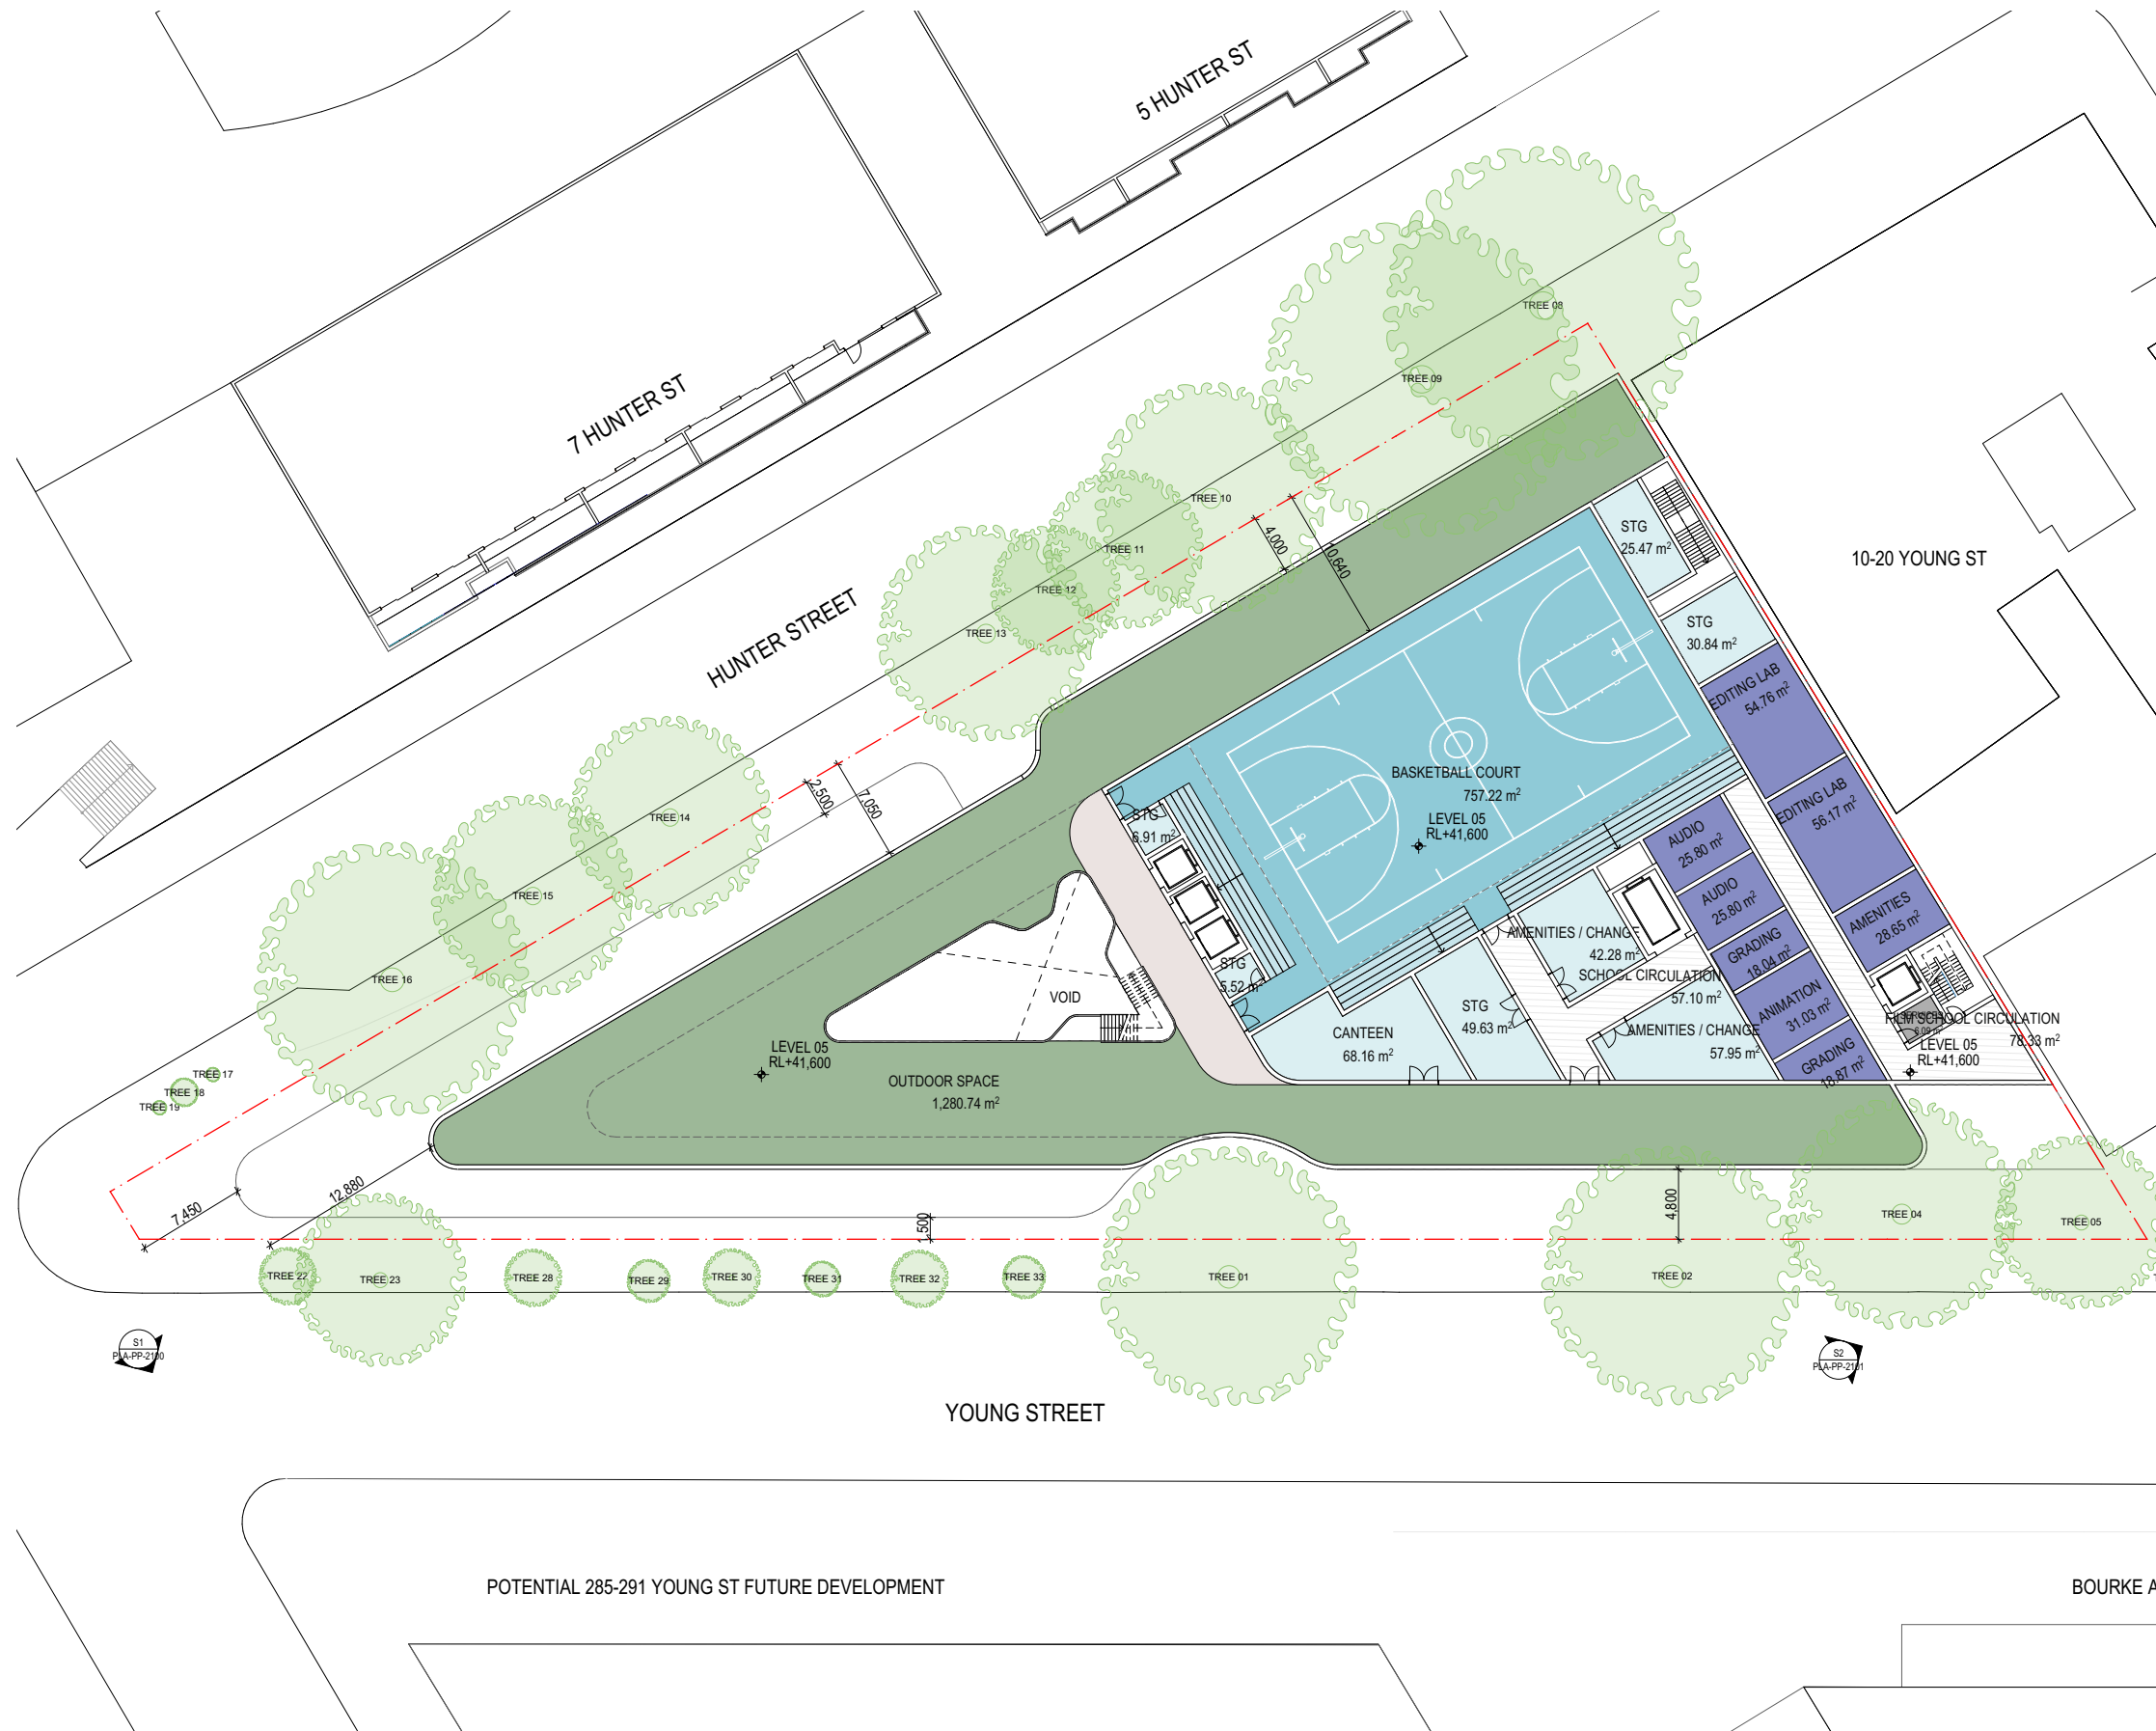 5 HUNTER ST
7 HUNTER ST
HUNTER STREET
10-20 YOUNG ST
TREE 08
TREE 09
TREE 10
TREE 11
TREE 12
TREE 13
TREE 14
TREE 15
TREE 16
TREE 17
TREE 18
TREE 19
4,000
10,640
2,500
7,050
STG
25.47 m²
STG
30.84 m²
EDITING LAB
54.76 m²
EDITING LAB
56.17 m²
BASKETBALL COURT
757.22 m²
LEVEL 05
RL+41,600
STG
6.91 m²
AUDIO
25.80 m²
AUDIO
25.80 m²
AMENITIES
28.65 m²
GRADING
18.04 m²
AMENITIES / CHANGE
42.28 m²
SCHOOL CIRCULATION
57.10 m²
STG
5.52 m²
STG
49.63 m²
ANIMATION
31.03 m²
VOID
CANTEEN
68.16 m²
AMENITIES / CHANGE
57.95 m²
GRADING
18.87 m²
FILM SCHOOL CIRCULATION
78.33 m²
LEVEL 05
RL+41,600
LEVEL 05
RL+41,600
OUTDOOR SPACE
1,280.74 m²
7,450
12,880
1,500
4,800
TREE 22
TREE 23
TREE 28
TREE 29
TREE 30
TREE 31
TREE 32
TREE 33
TREE 01
TREE 02
TREE 04
TREE 05
S1
PLA-PP-2100
S2
PLA-PP-2101
YOUNG STREET
POTENTIAL 285-291 YOUNG ST FUTURE DEVELOPMENT
BOURKE A